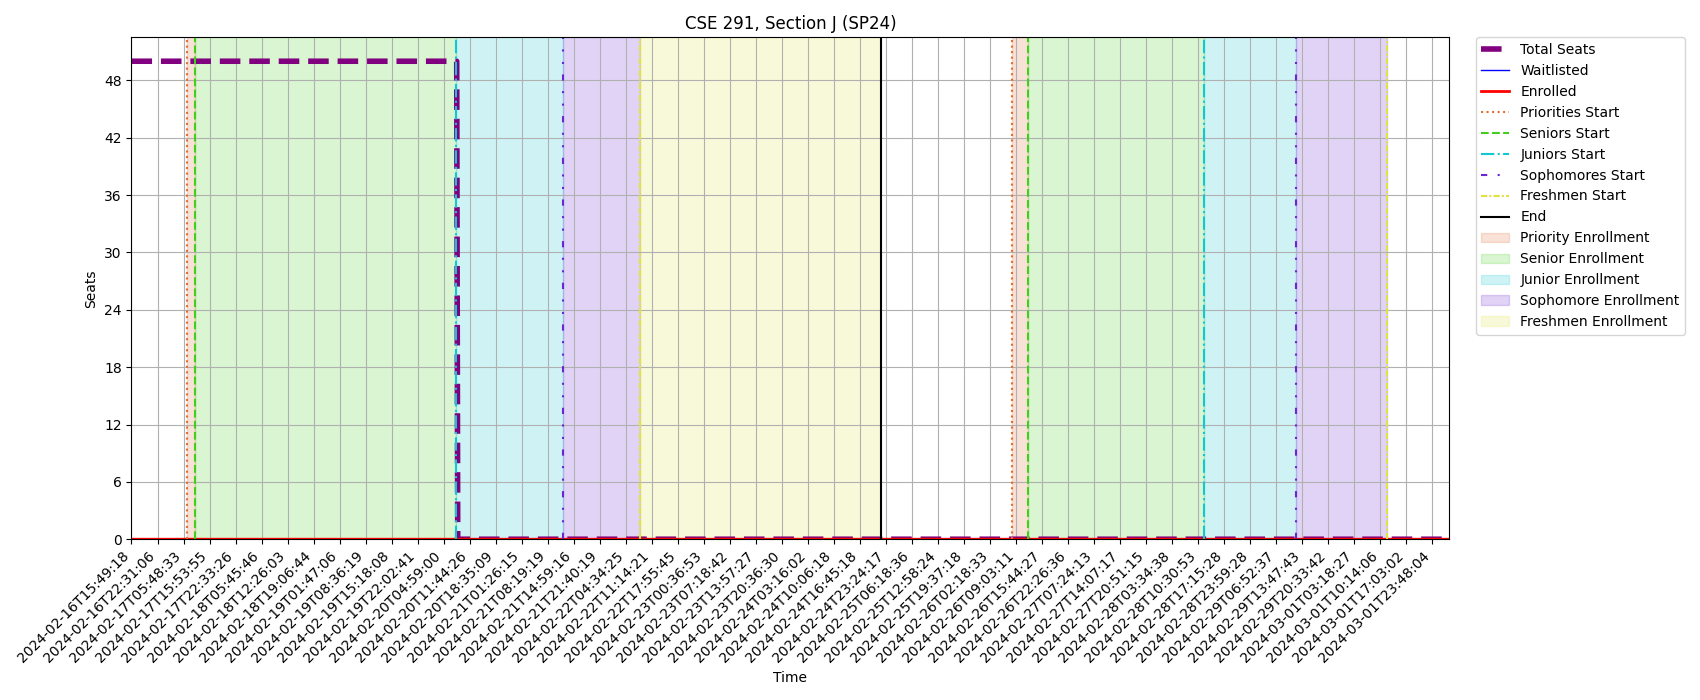 CSE 291, Section J (SP24)
Seats
48
42
36
30
24
18
12
6
0
2024-02-16T15:49:18
2024-02-16T22:31:06
2024-02-17T05:48:33
2024-02-17T15:53:55
2024-02-17T22:33:26
2024-02-18T05:45:46
2024-02-18T12:26:03
2024-02-18T19:06:44
2024-02-19T01:47:06
2024-02-19T08:36:19
2024-02-19T15:18:08
2024-02-19T22:02:41
2024-02-20T04:59:00
2024-02-20T11:44:26
2024-02-20T18:35:09
2024-02-21T01:26:15
2024-02-21T08:19:19
2024-02-21T14:59:16
2024-02-21T21:40:19
2024-02-22T04:34:25
2024-02-22T11:14:21
2024-02-22T17:55:45
2024-02-23T00:36:53
2024-02-23T07:18:42
2024-02-23T13:57:27
2024-02-23T20:36:30
2024-02-24T03:16:02
2024-02-24T10:06:18
2024-02-24T16:45:18
2024-02-24T23:24:17
2024-02-25T06:18:36
2024-02-25T12:58:24
2024-02-25T19:37:18
2024-02-26T02:18:33
2024-02-26T09:03:11
2024-02-26T15:44:27
2024-02-26T22:26:36
2024-02-27T07:24:13
2024-02-27T14:07:17
2024-02-27T20:51:15
2024-02-28T03:34:38
2024-02-28T10:30:53
2024-02-28T17:15:28
2024-02-28T23:59:28
2024-02-29T06:52:37
2024-02-29T13:47:43
2024-02-29T20:33:42
2024-03-01T03:18:27
2024-03-01T10:14:06
2024-03-01T17:03:02
2024-03-01T23:48:04
Time
Total Seats
Waitlisted
Enrolled
Priorities Start
Seniors Start
Juniors Start
Sophomores Start
Freshmen Start
End
Priority Enrollment
Senior Enrollment
Junior Enrollment
Sophomore Enrollment
Freshmen Enrollment